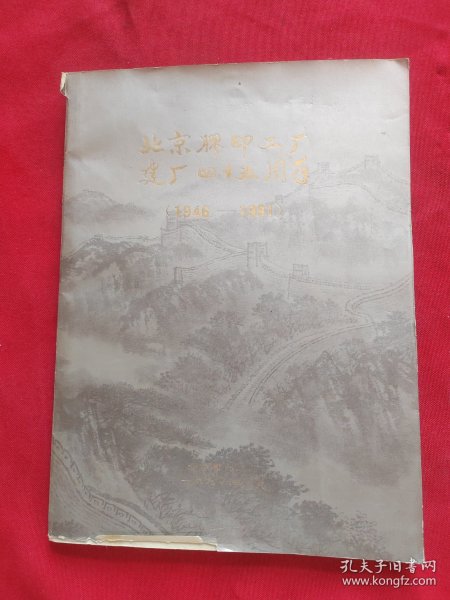 北京胶印二厂
建厂四十五周年
(1946 1991)
孔夫子旧书网
www.kongfz.com